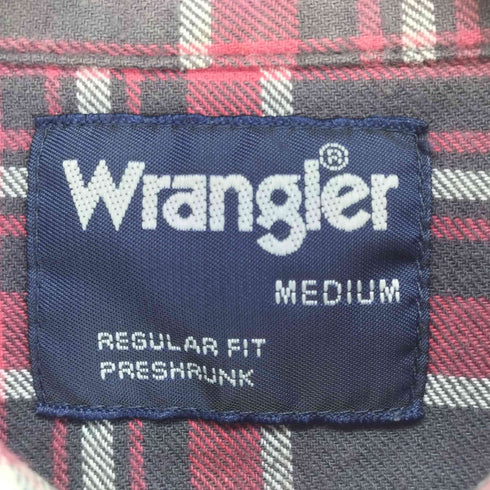 Wrangler®
MEDIUM
REGULAR FIT
PRESHRUNK